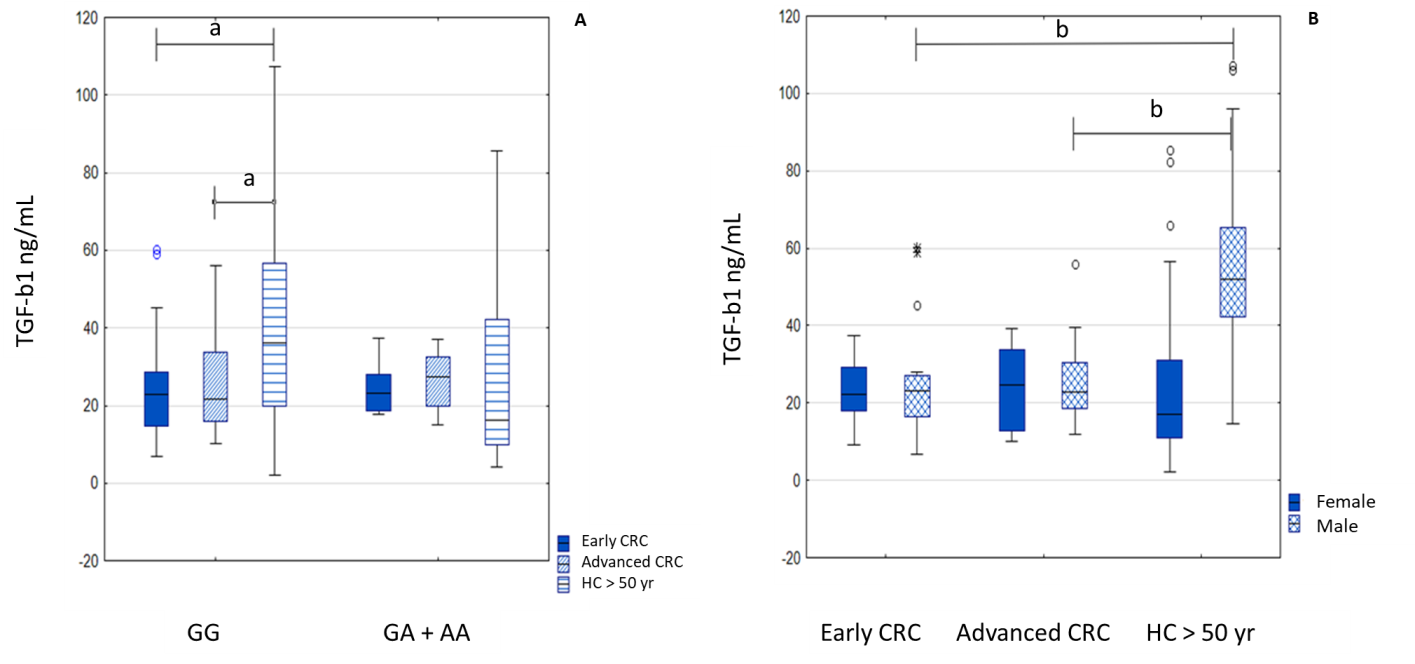 A
120
100
80
60
40
20
0
-20
TGF-b1 ng/mL
a
a
Early CRC
Advanced CRC
HC > 50 yr
GG
GA + AA
B
120
100
80
60
40
20
0
-20
TGF-b1 ng/mL
b
b
Female
Male
Early CRC
Advanced CRC
HC > 50 yr